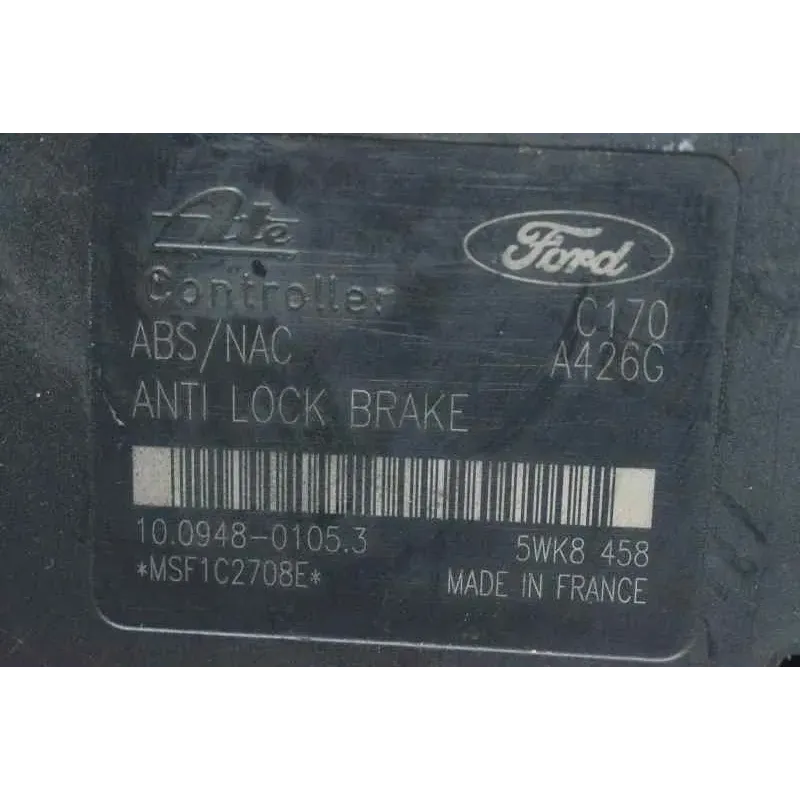 Ate
Ford
Controller
C170
ABS/NAC
A426G
ANTI LOCK BRAKE
10.0948-0105.3
5WK8 458
*MSF1C2708E*
MADE IN FRANCE